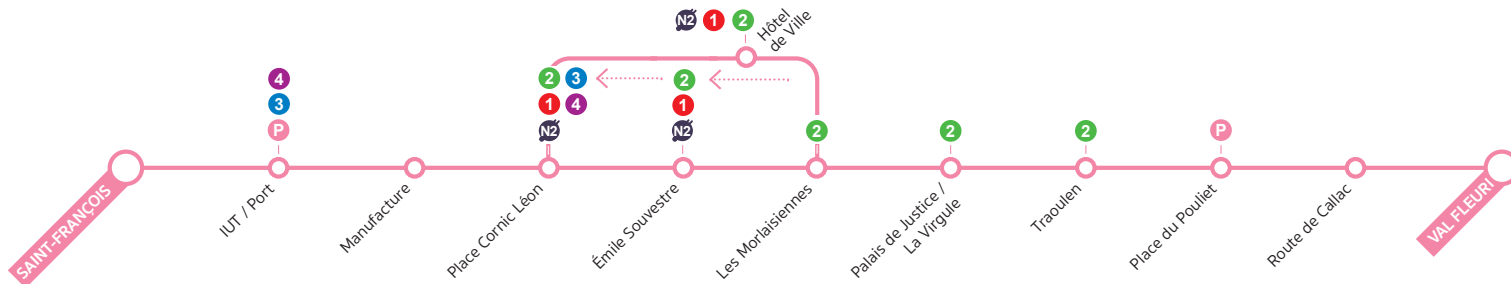 N2 1 2
Hôtel
de Ville
4
3
P
2 3
1 4
N2
2
1
N2
2
2
2
P
SAINT-FRANÇOIS
IUT / Port
Manufacture
Place Cornic Léon
Émile Souvestre
Les Morlaisiennes
Palais de Justice /
La Virgule
Traoulen
Place du Pouliet
Route de Callac
VAL FLEURI